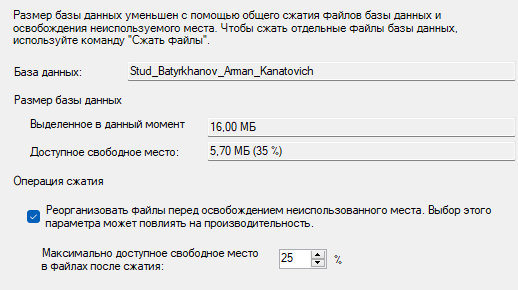 Размер базы данных уменьшен с помощью общего сжатия файлов базы данных и
освобождения неиспользуемого места. Чтобы сжать отдельные файлы базы данных,
используйте команду "Сжать файлы".
База данных: Stud_Batyrkhanov_Arman_Kanatovich
Размер базы данных
Выделенное в данный момент 16,00 МБ
Доступное свободное место: 5,70 МБ (35 %)
Операция сжатия
Реорганизовать файлы перед освобождением неиспользованного места. Выбор этого
параметра может повлиять на производительность.
Максимально доступное свободное место
в файлах после сжатия: 25 %